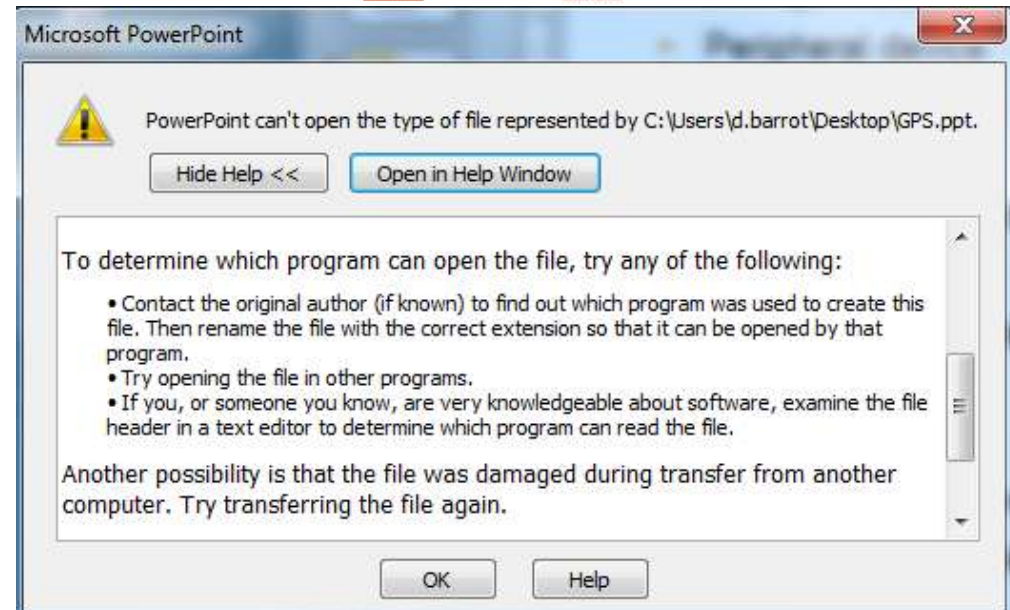 Microsoft PowerPoint
Peripheral
PowerPoint can't open the type of file represented by C:\Users\d.barrot\Desktop\GPS.ppt.
Hide Help <<
Open in Help Window
To determine which program can open the file, try any of the following:
• Contact the original author (if known) to find out which program was used to create this
file. Then rename the file with the correct extension so that it can be opened by that
program.
• Try opening the file in other programs.
• If you, or someone you know, are very knowledgeable about software, examine the file
header in a text editor to determine which program can read the file.
Another possibility is that the file was damaged during transfer from another
computer. Try transferring the file again.
OK
Help